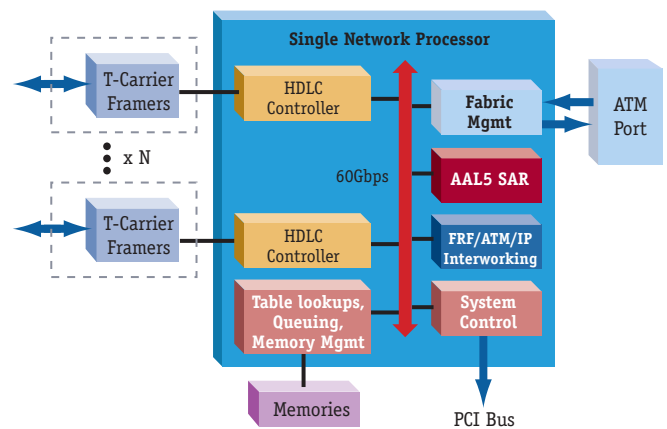 Single Network Processor
T-Carrier
Framers
HDLC
Controller
Fabric
Mgmt
ATM
Port
x N
60Gbps
AAL5 SAR
T-Carrier
Framers
HDLC
Controller
FRF/ATM/IP
Interworking
Table lookups,
Queuing,
Memory Mgmt
System
Control
Memories
PCI Bus